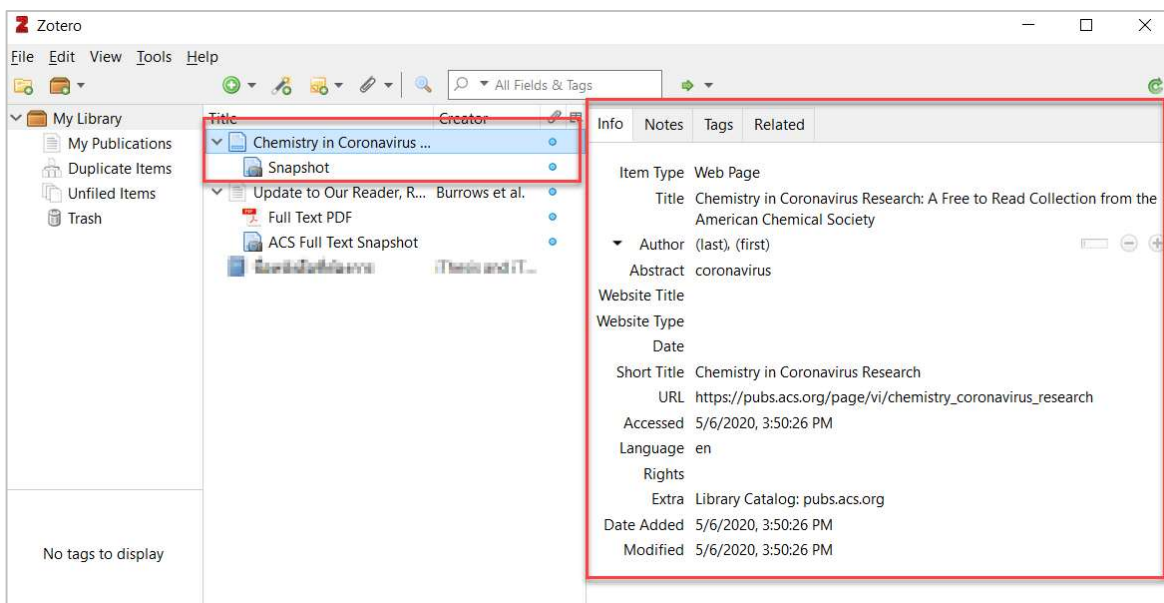 Zotero
File Edit View Tools Help
All Fields & Tags
My Library
My Publications
Duplicate Items
Unfiled Items
Trash
No tags to display
Title Creator
Chemistry in Coronavirus ...
Snapshot
Update to Our Reader, R... Burrows et al.
Full Text PDF
ACS Full Text Snapshot
Info Notes Tags Related
Item Type Web Page
Title Chemistry in Coronavirus Research: A Free to Read Collection from the
American Chemical Society
Author (last), (first)
Abstract coronavirus
Website Title
Website Type
Date
Short Title Chemistry in Coronavirus Research
URL https://pubs.acs.org/page/vi/chemistry_coronavirus_research
Accessed 5/6/2020, 3:50:26 PM
Language en
Rights
Extra Library Catalog: pubs.acs.org
Date Added 5/6/2020, 3:50:26 PM
Modified 5/6/2020, 3:50:26 PM